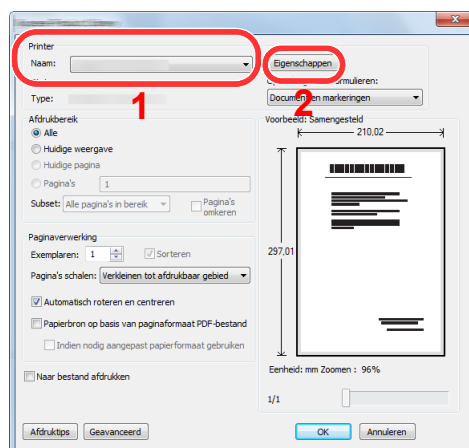 Printer
Naam:
Eigenschappen
1
2
formulieren:
Type:
Document en markeringen
Afdrukbereik
Alle
Huidige weergave
Huidige pagina
Pagina's 1
Subset: Alle pagina's in bereik
Pagina's omkeren
Voorbeeld: Samengesteld
210,02
297,01
Paginaverwerking
Exemplaren: 1
Sorteren
Pagina's schalen: Verkleinen tot afdrukbaar gebied
Automatisch roteren en centreren
Papierbron op basis van paginaformaat PDF-bestand
Indien nodig aangepast papierformaat gebruiken
Eenheid: mm Zoomen : 96%
Naar bestand afdrukken
1/1
Afdruktips
Geavanceerd
OK
Annuleren